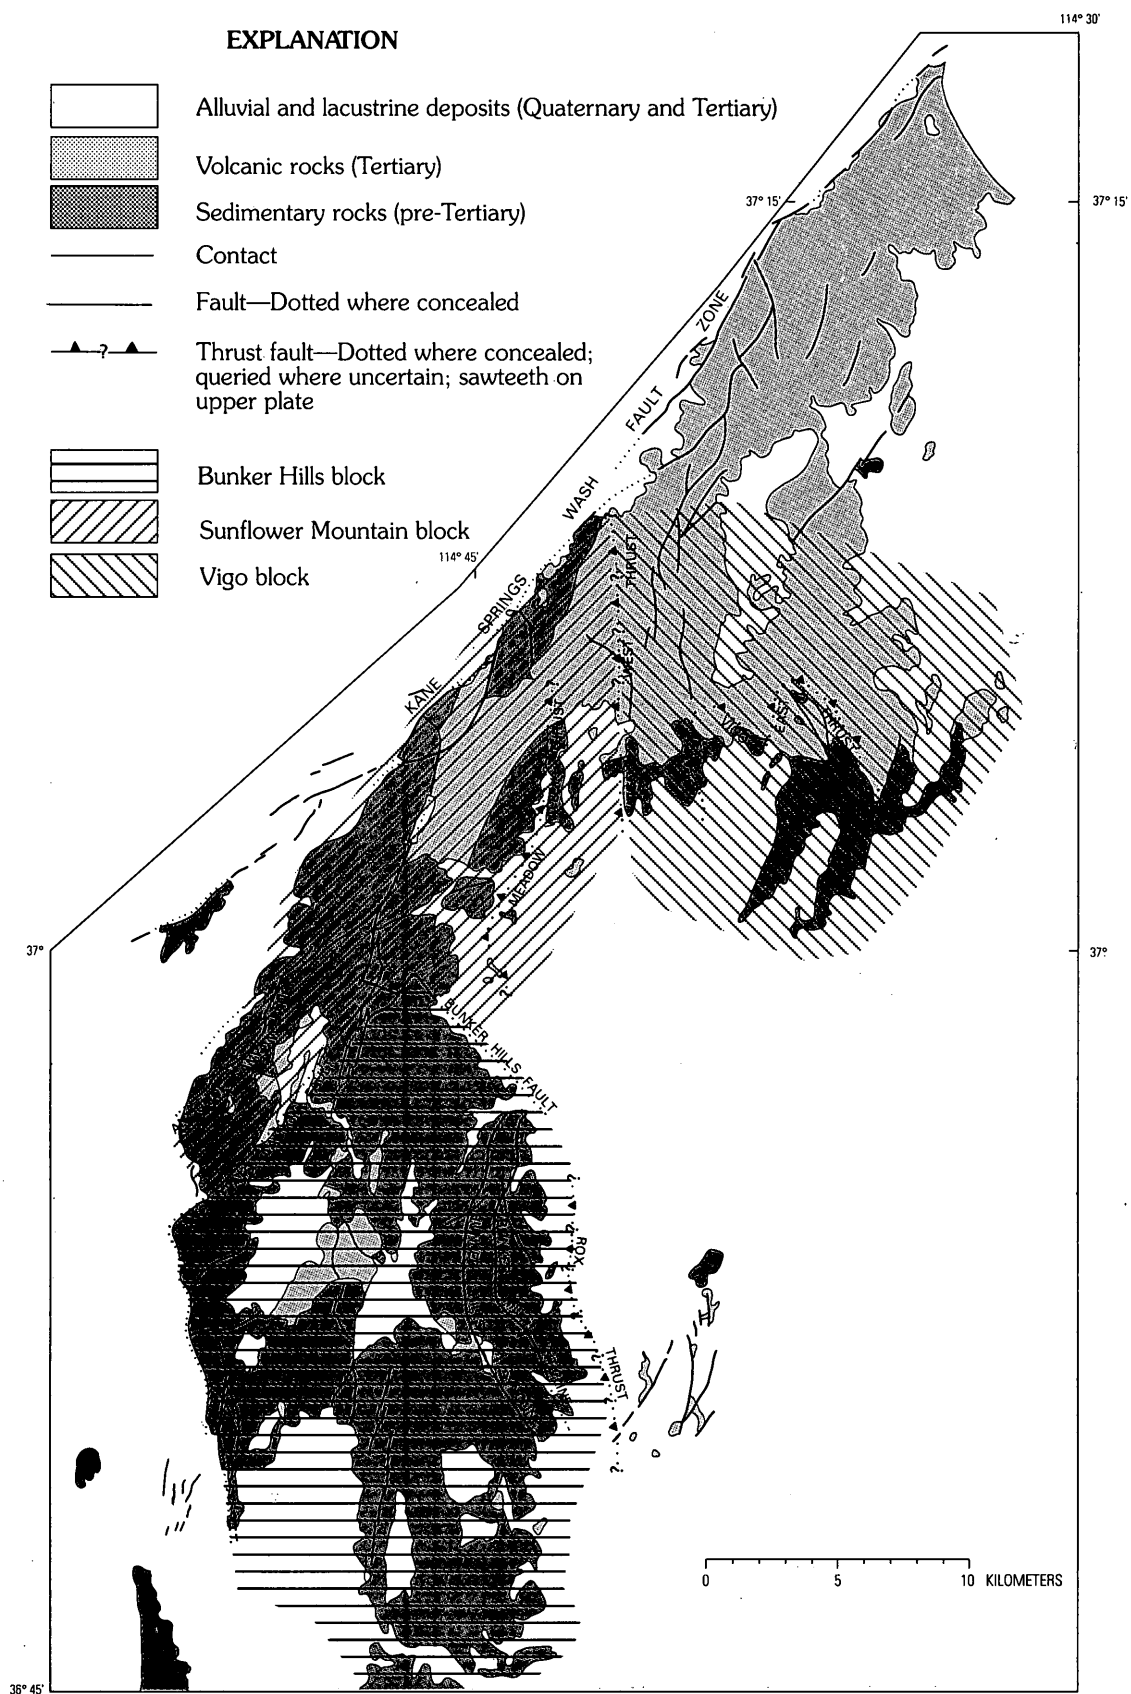 EXPLANATION
Alluvial and lacustrine deposits (Quaternary and Tertiary)
Volcanic rocks (Tertiary)
Sedimentary rocks (pre-Tertiary)
Contact
Fault—Dotted where concealed
?
Thrust fault—Dotted where concealed;
queried where uncertain; sawteeth on
upper plate
Bunker Hills block
Sunflower Mountain block
Vigo block
114° 30'
37° 15'
37° 15'
114° 45'
37°
37°
36° 45'
KANE
SPRINGS
WASH
FAULT
ZONE
WEST
THRUST
VIGO
EAST
THRUST
MEADOW
BUNKER HILLS FAULT
ROX
THRUST
0
5
10 KILOMETERS